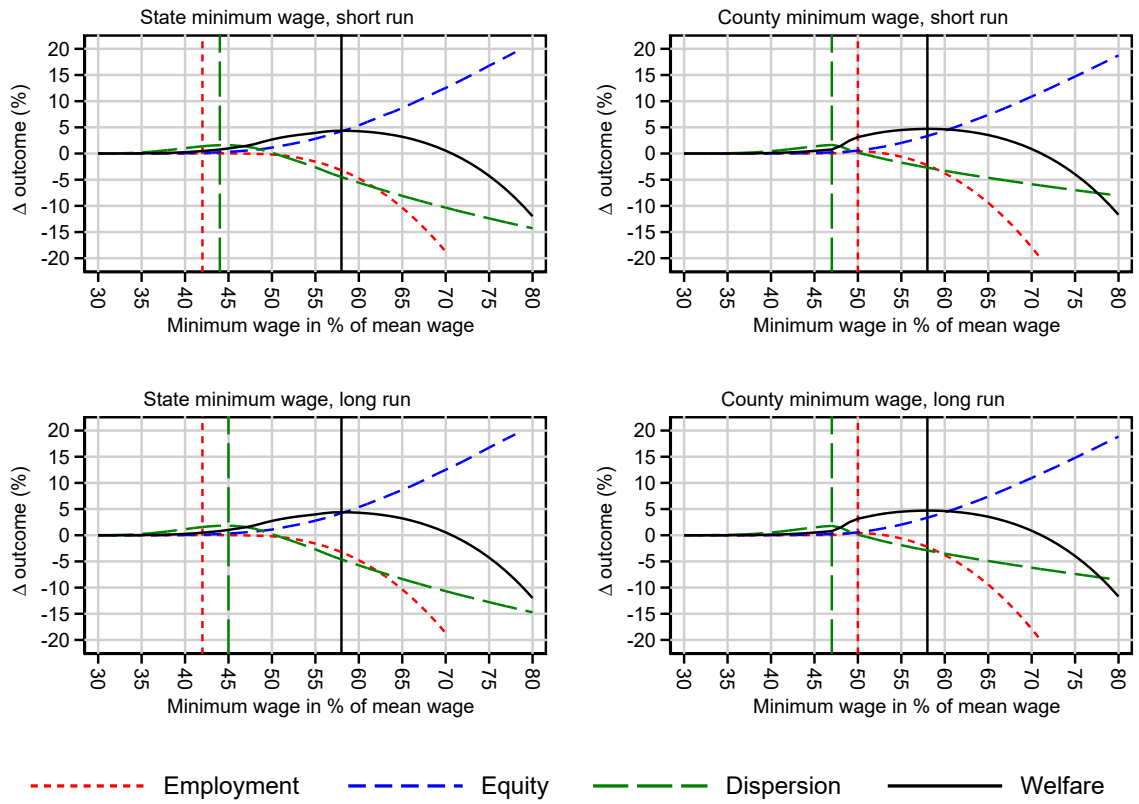 State minimum wage, short run
20
15
10
5
0
-5
-10
-15
-20
Δ outcome (%)
30 35 40 45 50 55 60 65 70 75 80
Minimum wage in % of mean wage
County minimum wage, short run
20
15
10
5
0
-5
-10
-15
-20
Δ outcome (%)
30 35 40 45 50 55 60 65 70 75 80
Minimum wage in % of mean wage
State minimum wage, long run
20
15
10
5
0
-5
-10
-15
-20
Δ outcome (%)
30 35 40 45 50 55 60 65 70 75 80
Minimum wage in % of mean wage
County minimum wage, long run
20
15
10
5
0
-5
-10
-15
-20
Δ outcome (%)
30 35 40 45 50 55 60 65 70 75 80
Minimum wage in % of mean wage
Employment Equity Dispersion Welfare